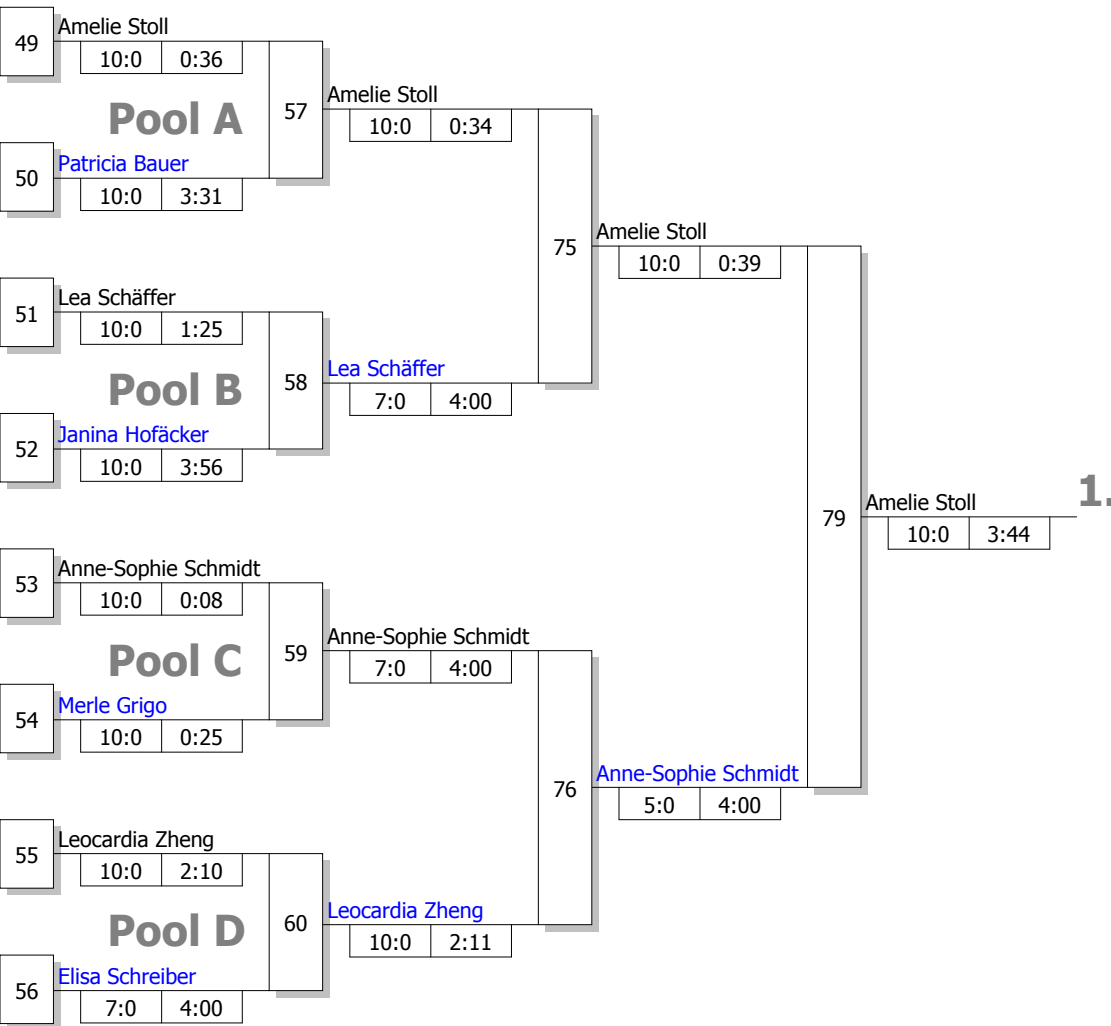 49
Amelie Stoll
10:0 0:36
Pool A
57
Amelie Stoll
10:0 0:34
50
Patricia Bauer
10:0 3:31
75
Amelie Stoll
10:0 0:39
51
Lea Schäffer
10:0 1:25
Pool B
58
Lea Schäffer
7:0 4:00
52
Janina Hofäcker
10:0 3:56
79
Amelie Stoll
10:0 3:44
1.
53
Anne-Sophie Schmidt
10:0 0:08
Pool C
59
Anne-Sophie Schmidt
7:0 4:00
54
Merle Grigo
10:0 0:25
76
Anne-Sophie Schmidt
5:0 4:00
55
Leocardia Zheng
10:0 2:10
Pool D
60
Leocardia Zheng
10:0 2:11
56
Elisa Schreiber
7:0 4:00